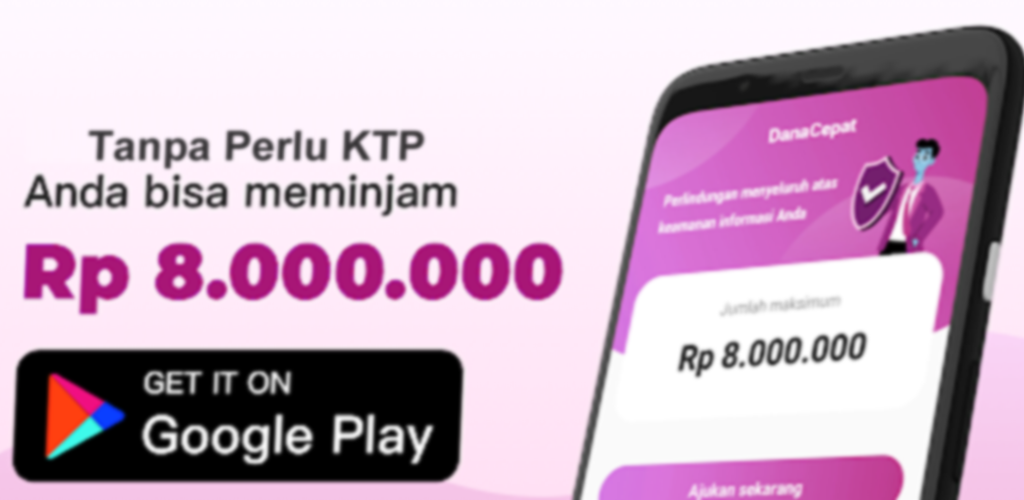 Tanpa Perlu KTP
Anda bisa meminjam
Rp 8.000.000
GET IT ON
Google Play
DanaCepat
Perlindungan menyeluruh atas
keamanan informasi Anda
Jumlah maksimum
Rp 8.000.000
Ajukan sekarang